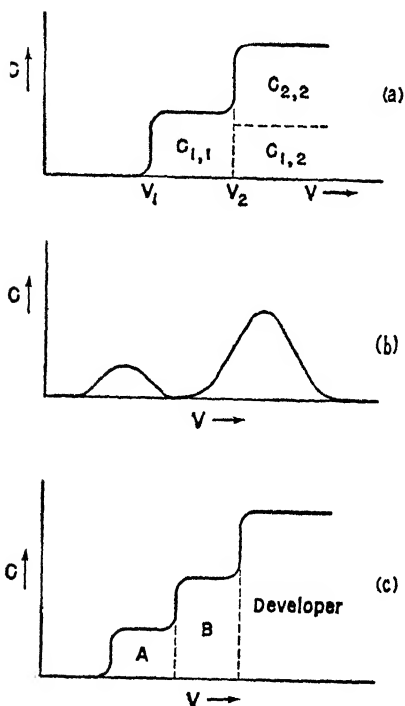 C
C₂,₂
(a)
C₁,₁
C₁,₂
V₁
V₂
V
C
(b)
V
C
(c)
Developer
B
A
V